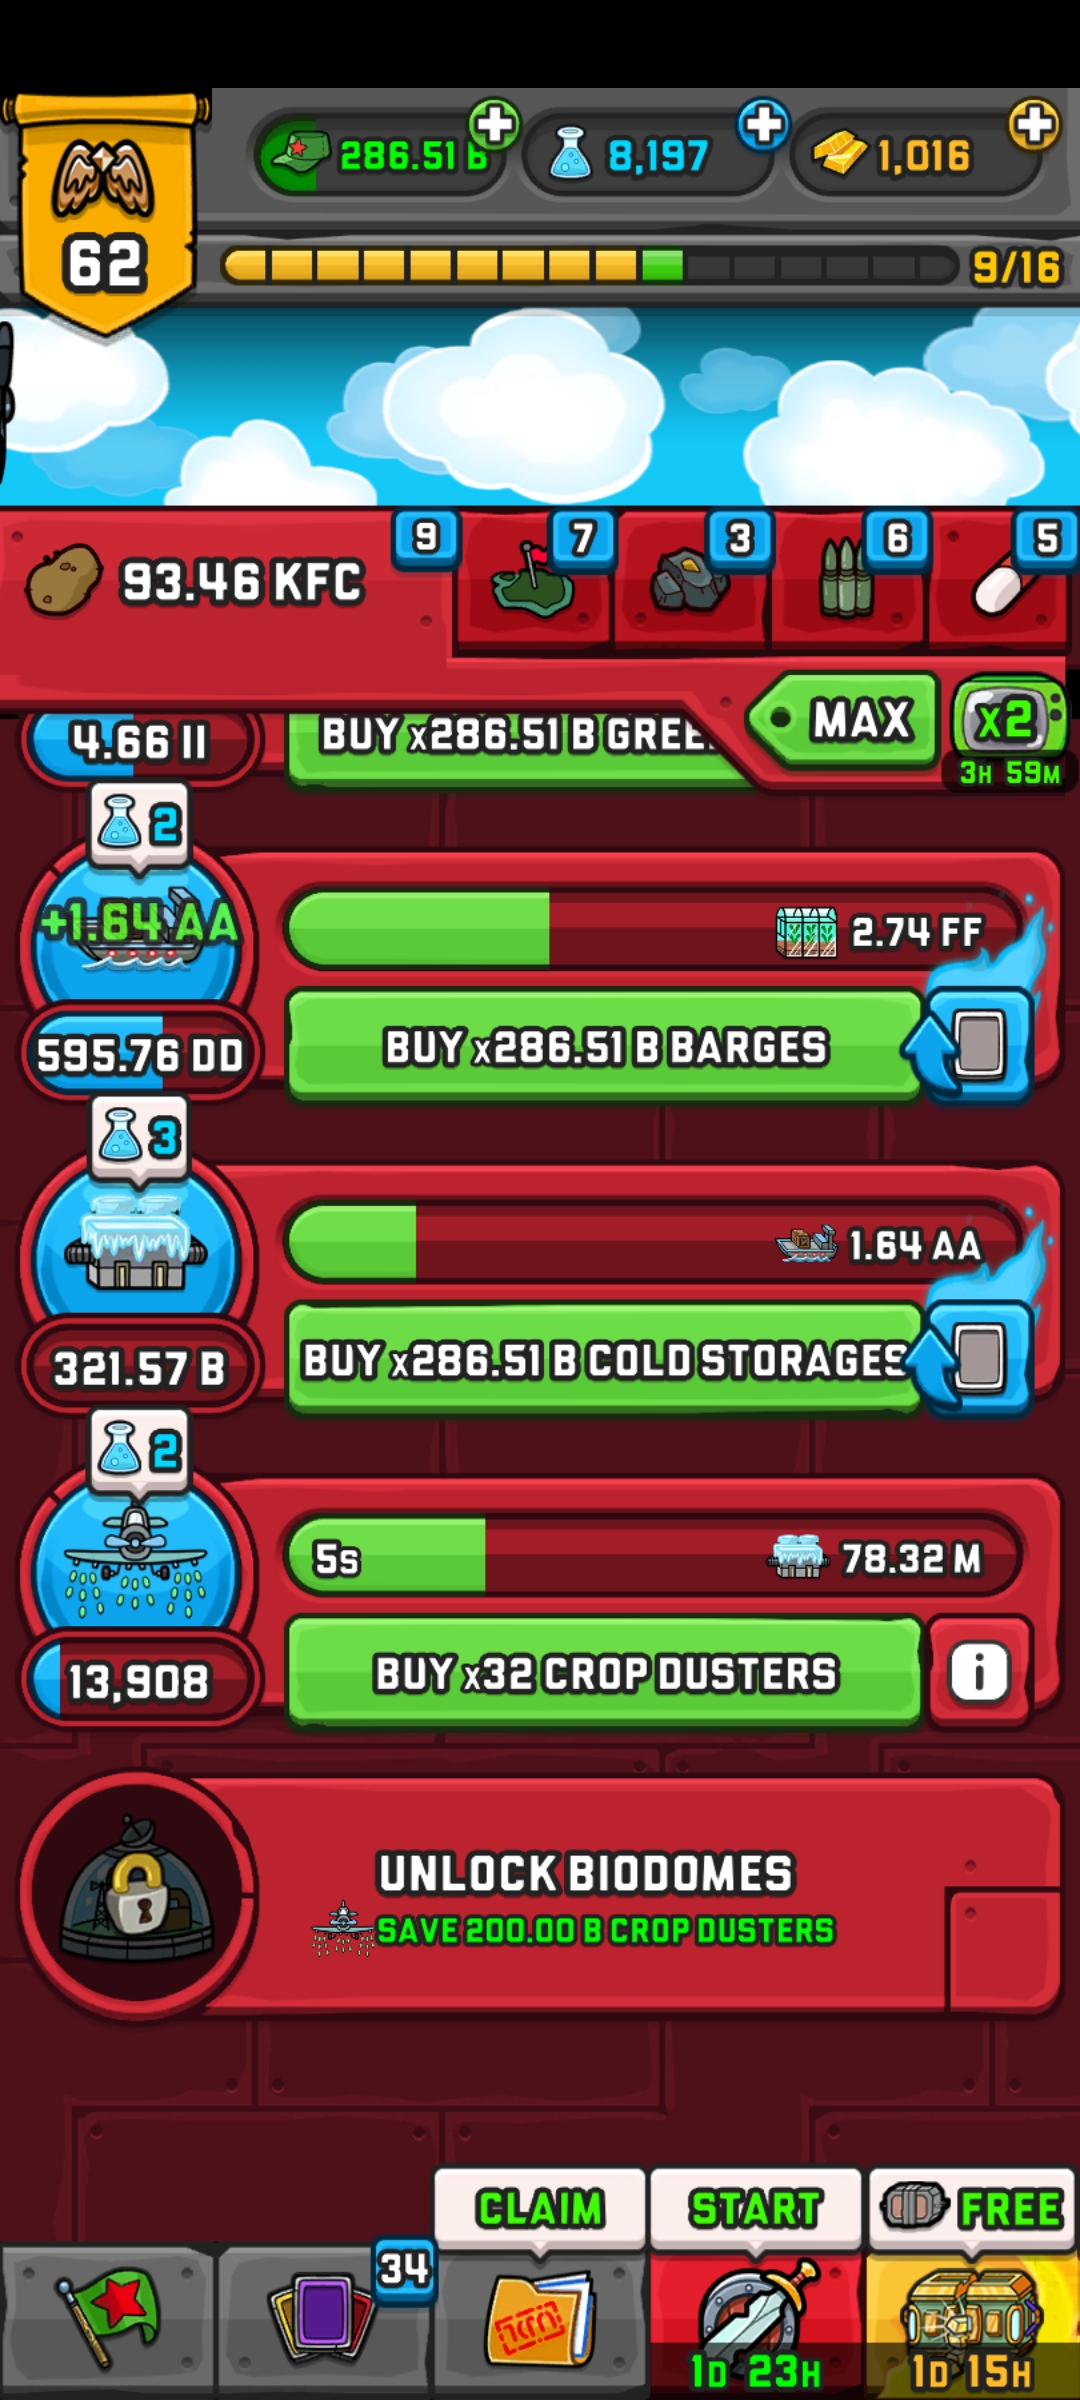 62
286.51 B
8,197
1,016
9/16
93.46 KFC
9
7
3
6
5
MAX
x2
3H 59M
4.66 II
BUY x286.51 B GREE
2
+1.64 AA
2.74 FF
595.76 DD
BUY x286.51 B BARGES
3
1.64 AA
321.57 B
BUY x286.51 B COLD STORAGES
2
5s
78.32 M
13,908
BUY x32 CROP DUSTERS
i
UNLOCK BIODOMES
SAVE 200.00 B CROP DUSTERS
CLAIM
START
FREE
34
1D 23H
1D 15H